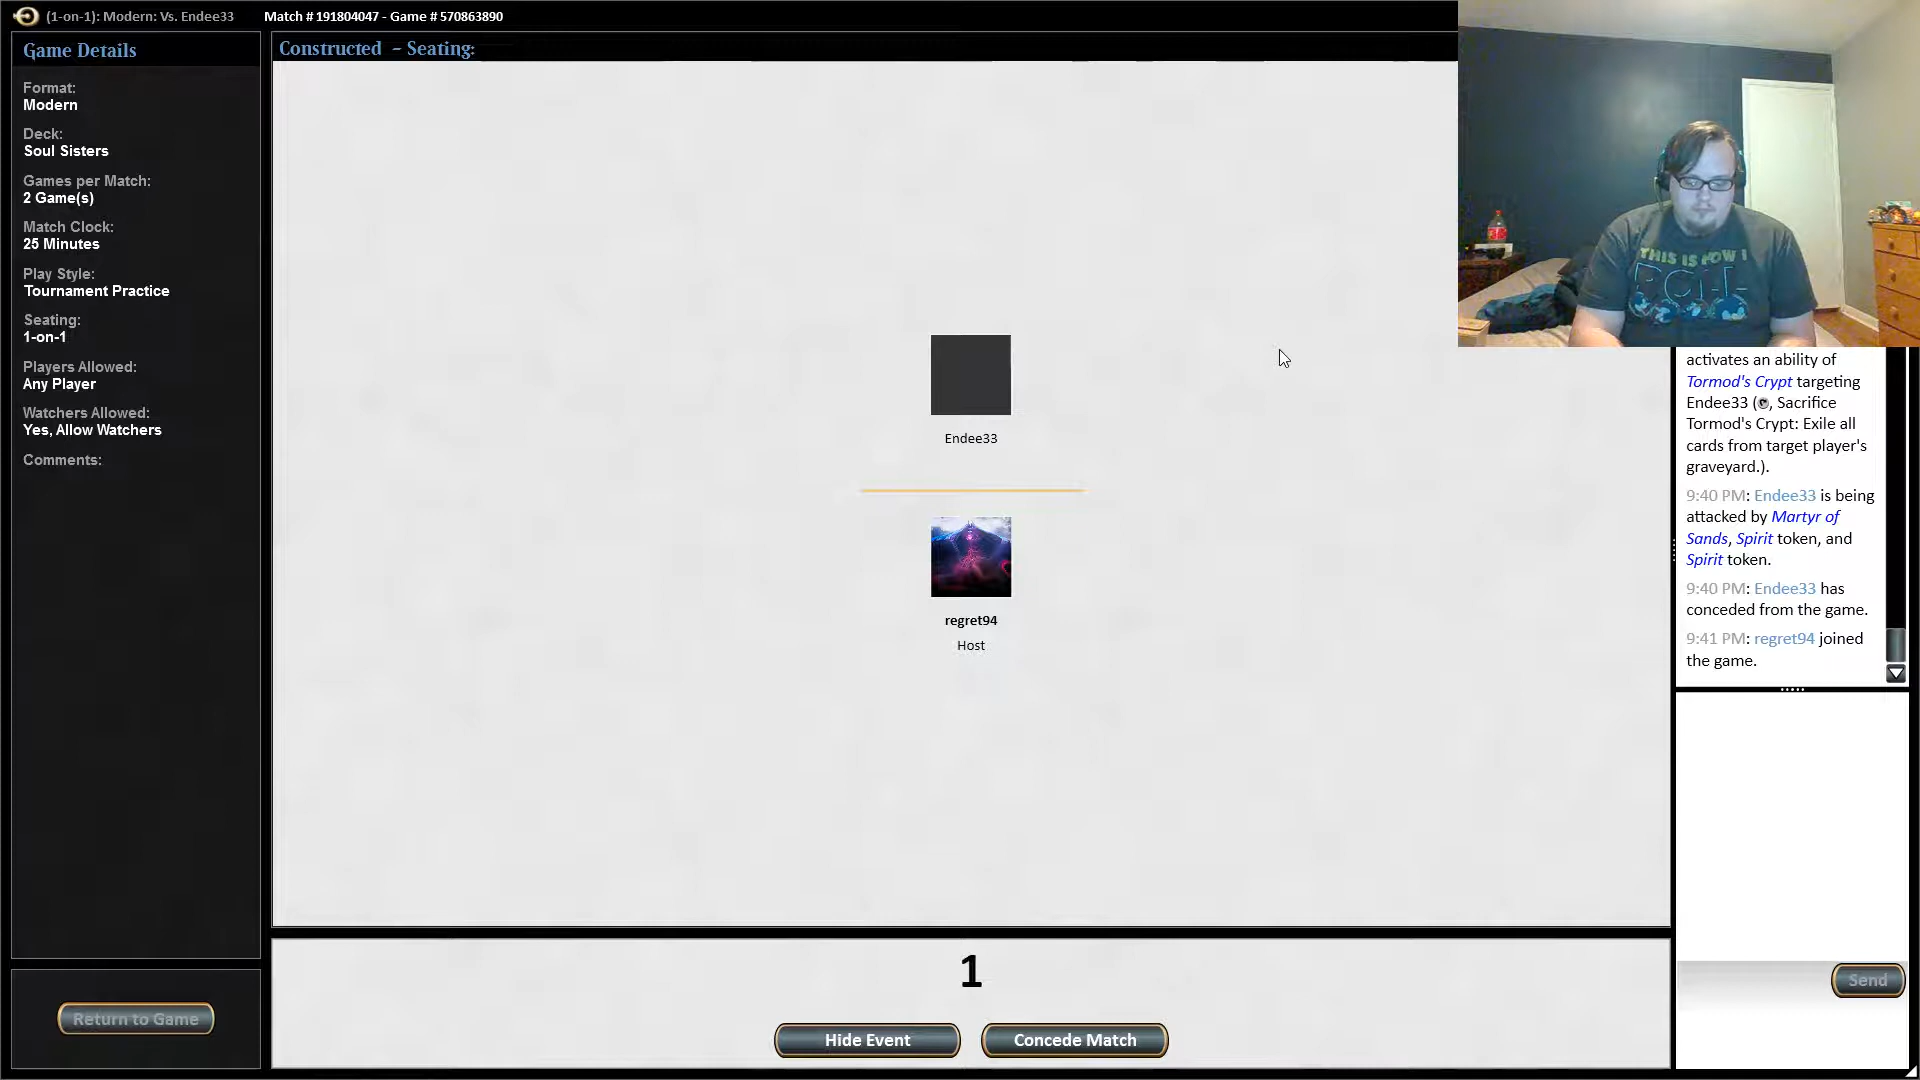 (1-on-1): Modern: Vs. Endee33
Match # 191804047 - Game # 570863890
Game Details
Format:
Modern
Deck:
Soul Sisters
Games per Match:
2 Game(s)
Match Clock:
25 Minutes
Play Style:
Tournament Practice
Seating:
1-on-1
Players Allowed:
Any Player
Watchers Allowed:
Yes, Allow Watchers
Comments:
Return to Game
Constructed - Seating:
Endee33
regret94
Host
1
Hide Event
Concede Match
THIS IS HOW I
activates an ability of
Tormod's Crypt targeting
Endee33 ( , Sacrifice
Tormod's Crypt: Exile all
cards from target player's
graveyard.).
9:40 PM: Endee33 is being
attacked by Martyr of
Sands, Spirit token, and
Spirit token.
9:40 PM: Endee33 has
conceded from the game.
9:41 PM: regret94 joined
the game.
Send